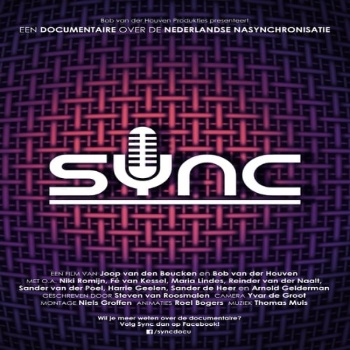 Bob van der Houven Produkties presenteert
EEN DOCUMENTAIRE OVER DE NEDERLANDSE NASYNCHRONISATIE
SYNC
EEN FILM VAN Joop van den Beucken en Bob van der Houven
MET O.A. Niki Romijn, Fé van Kessel, Maria Lindes, Reinder van der Naalt,
Sander van der Poel, Harrie Geelen, Sander de Heer en Arnold Gelderman
GESCHREVEN DOOR Steven van Roosmalen CAMERA Yvar de Groot
MONTAGE Niels Groffen ANIMATIES Roel Bogers MUZIEK Thomas Muis
Wil je meer weten over de documentaire?
Volg Sync dan op Facebook!
f/syncdocu